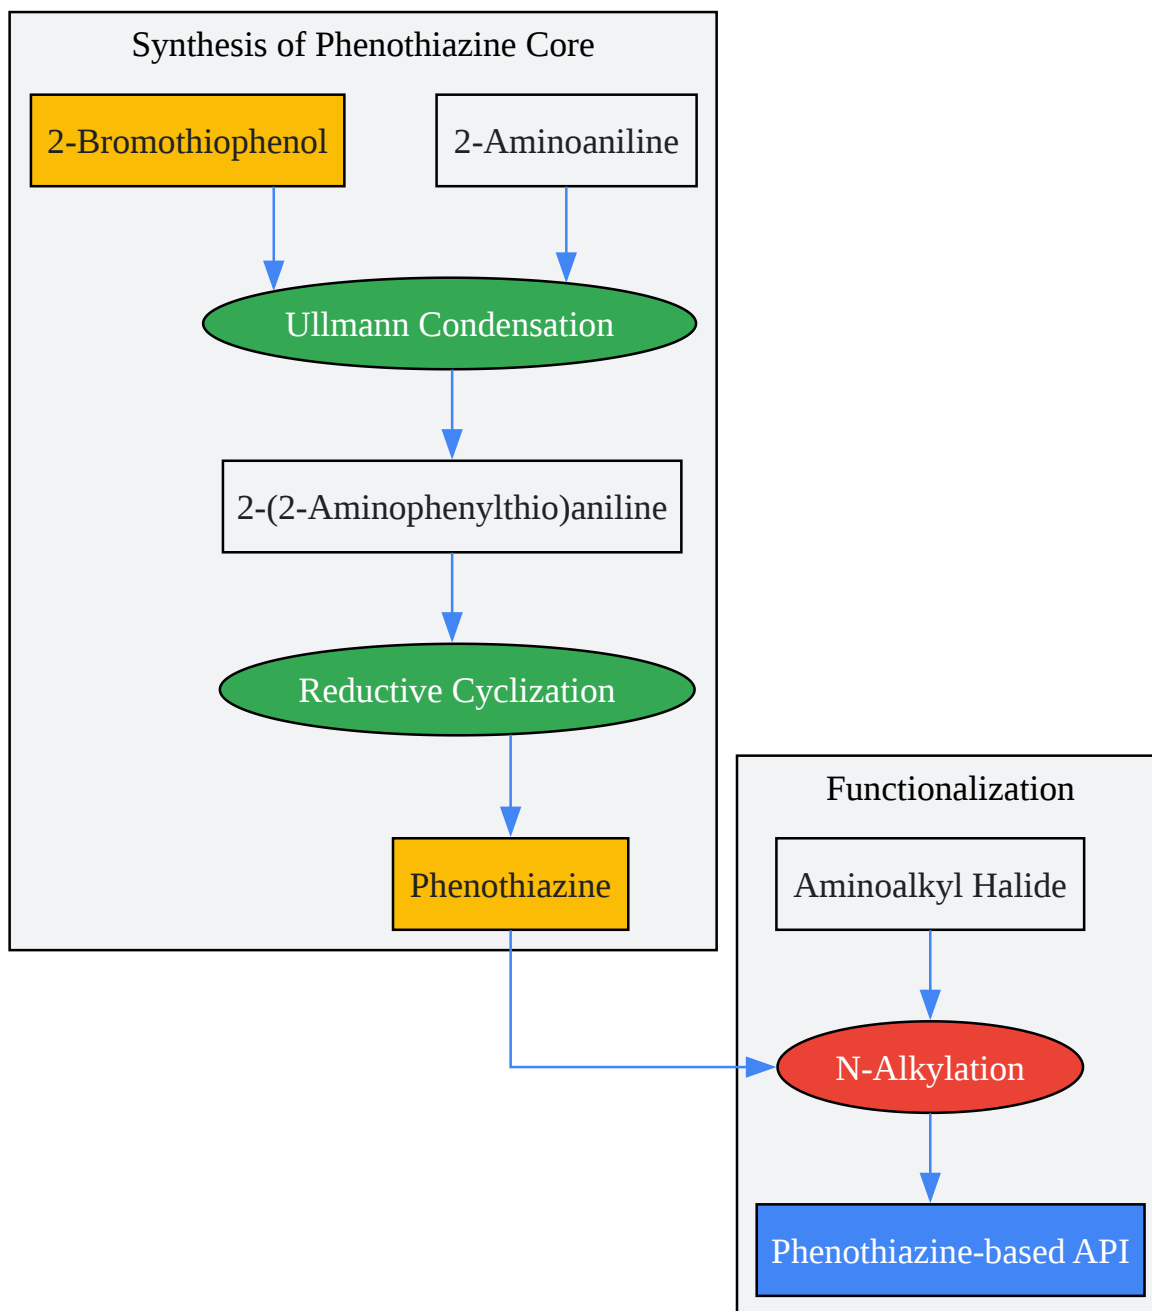 Synthesis of Phenothiazine Core
2-Bromothiophenol
2-Aminoaniline
Ullmann Condensation
2-(2-Aminophenylthio)aniline
Reductive Cyclization
Phenothiazine
Functionalization
Aminoalkyl Halide
N-Alkylation
Phenothiazine-based API